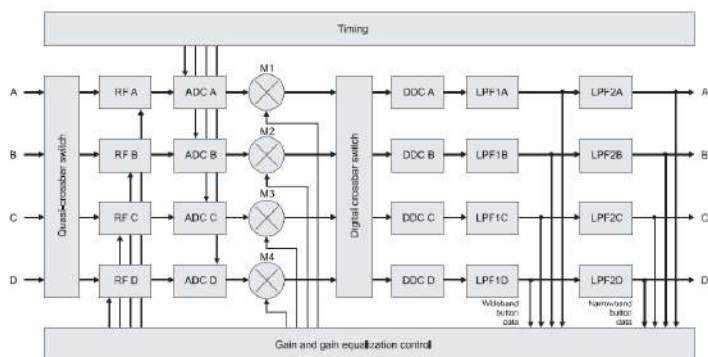 Timing
M1
A RF A ADC A DDC A LPF1A LPF2A A
M2
B RF B ADC B DDC B LPF1B LPF2B B
Quasi-crossbar switch
Digital crossbar switch
M3
C RF C ADC C DDC C LPF1C LPF2C C
M4
D RF D ADC D DDC D LPF1D LPF2D D
Wideband
button
data
Narrowband
button
data
Gain and gain equalization control